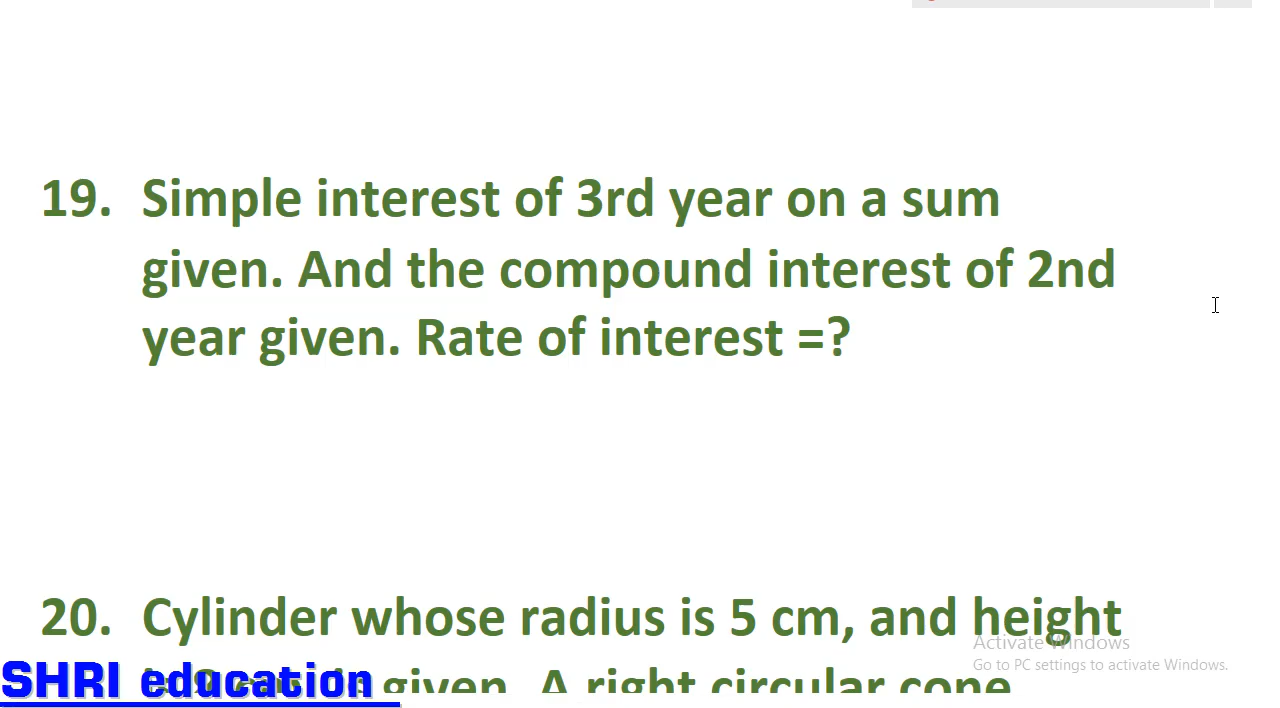 19. Simple interest of 3rd year on a sum
given. And the compound interest of 2nd
year given. Rate of interest =?
20. Cylinder whose radius is 5 cm, and height
Activate Windows
Go to PC settings to activate Windows.
given. A right circular cone
SHRI education